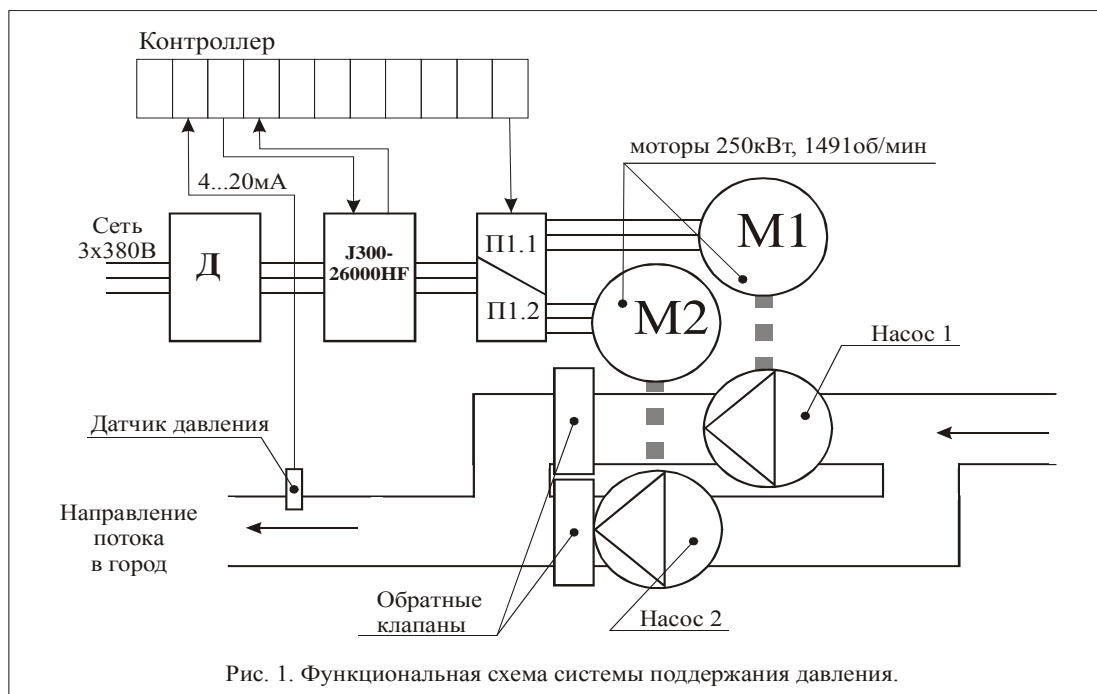 Контроллер
моторы 250кВт, 1491об/мин
4...20мА
Сеть
3х380В
Д
J300-
26000HF
П1.1
П1.2
М1
М2
Насос 1
Датчик давления
Направление
потока
в город
Обратные
клапаны
Насос 2
Рис. 1. Функциональная схема системы поддержания давления.